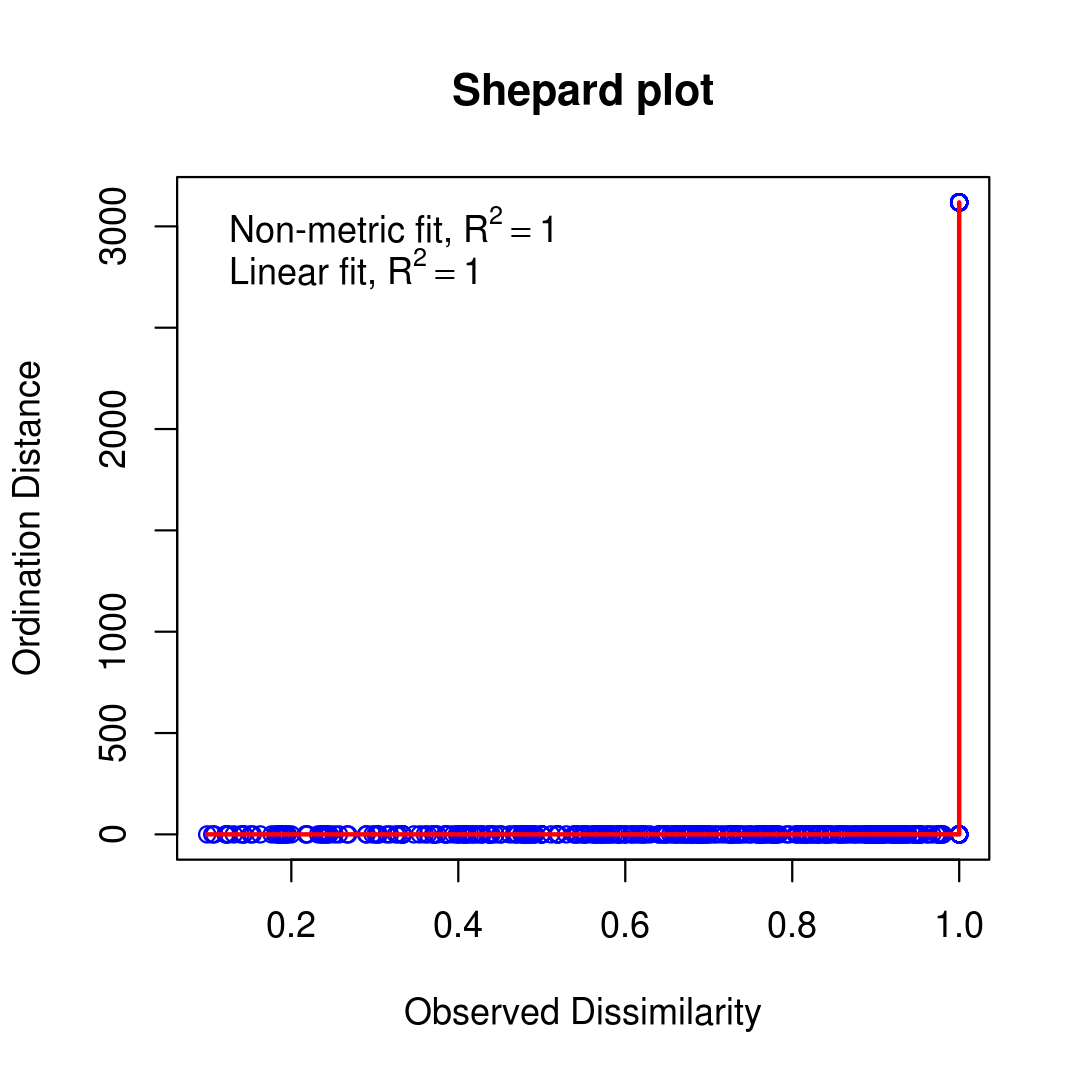 Shepard plot
Non-metric fit, R² = 1
Linear fit, R² = 1
3000
2000
1000
500
0
Ordination Distance
0.2 0.4 0.6 0.8 1.0
Observed Dissimilarity